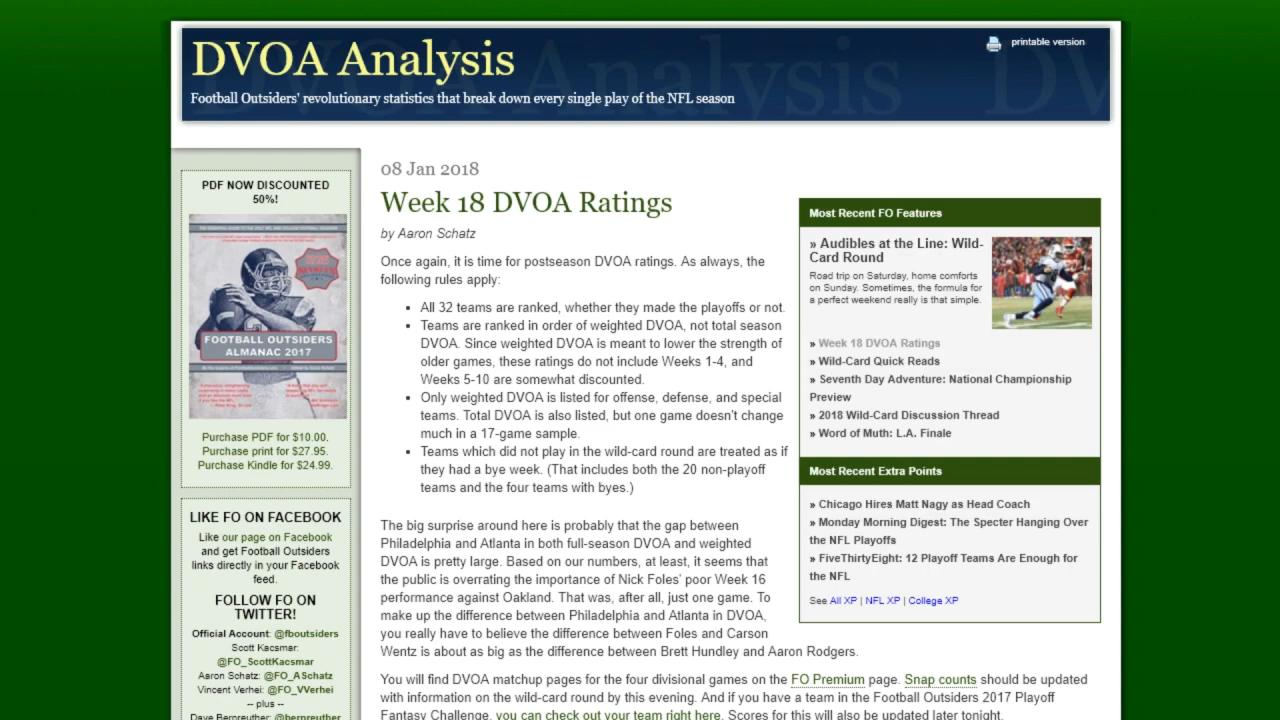 DVOA Analysis
Football Outsiders' revolutionary statistics that break down every single play of the NFL season
printable version
PDF NOW DISCOUNTED
50%!
FOOTBALL OUTSIDERS
ALMANAC 2017
Purchase PDF for $10.00.
Purchase print for $27.95.
Purchase Kindle for $24.99.
LIKE FO ON FACEBOOK
Like our page on Facebook
and get Football Outsiders
links directly in your Facebook
feed.
FOLLOW FO ON
TWITTER!
Official Account: @fboutsiders
Scott Kacsmar:
@FO_ScottKacsmar
Aaron Schatz: @FO_ASchatz
Vincent Verhei: @FO_VVerhei
-- plus --
Dave Bernreuther: @bernreuther
08 Jan 2018
Week 18 DVOA Ratings
by Aaron Schatz
Once again, it is time for postseason DVOA ratings. As always, the
following rules apply:
All 32 teams are ranked, whether they made the playoffs or not.
Teams are ranked in order of weighted DVOA, not total season
DVOA. Since weighted DVOA is meant to lower the strength of
older games, these ratings do not include Weeks 1-4, and
Weeks 5-10 are somewhat discounted.
Only weighted DVOA is listed for offense, defense, and special
teams. Total DVOA is also listed, but one game doesn't change
much in a 17-game sample.
Teams which did not play in the wild-card round are treated as if
they had a bye week. (That includes both the 20 non-playoff
teams and the four teams with byes.)
The big surprise around here is probably that the gap between
Philadelphia and Atlanta in both full-season DVOA and weighted
DVOA is pretty large. Based on our numbers, at least, it seems that
the public is overrating the importance of Nick Foles' poor Week 16
performance against Oakland. That was, after all, just one game. To
make up the difference between Philadelphia and Atlanta in DVOA,
you really have to believe the difference between Foles and Carson
Wentz is about as big as the difference between Brett Hundley and Aaron Rodgers.
You will find DVOA matchup pages for the four divisional games on the FO Premium page. Snap counts should be updated
with information on the wild-card round by this evening. And if you have a team in the Football Outsiders 2017 Playoff
Fantasy Challenge, you can check out your team right here. Scores for this will also be updated later tonight.
Most Recent FO Features
» Audibles at the Line: Wild-
Card Round
Road trip on Saturday, home comforts
on Sunday. Sometimes, the formula for
a perfect weekend really is that simple.
» Week 18 DVOA Ratings
» Wild-Card Quick Reads
» Seventh Day Adventure: National Championship
Preview
» 2018 Wild-Card Discussion Thread
» Word of Muth: L.A. Finale
Most Recent Extra Points
» Chicago Hires Matt Nagy as Head Coach
» Monday Morning Digest: The Specter Hanging Over
the NFL Playoffs
» FiveThirtyEight: 12 Playoff Teams Are Enough for
the NFL
See All XP | NFL XP | College XP